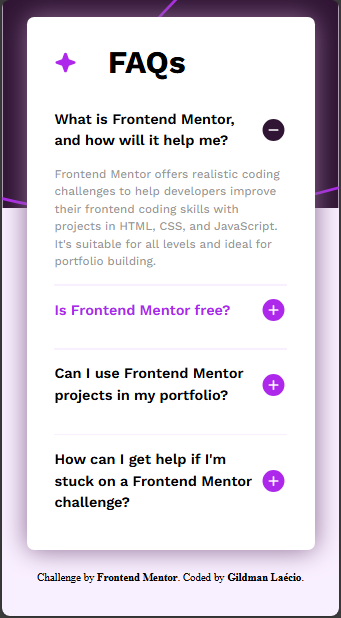 FAQs
What is Frontend Mentor,
and how will it help me?
Frontend Mentor offers realistic coding
challenges to help developers improve
their frontend coding skills with
projects in HTML, CSS, and JavaScript.
It's suitable for all levels and ideal for
portfolio building.
Is Frontend Mentor free?
Can I use Frontend Mentor
projects in my portfolio?
How can I get help if I'm
stuck on a Frontend Mentor
challenge?
Challenge by Frontend Mentor. Coded by Gildman Laécio.